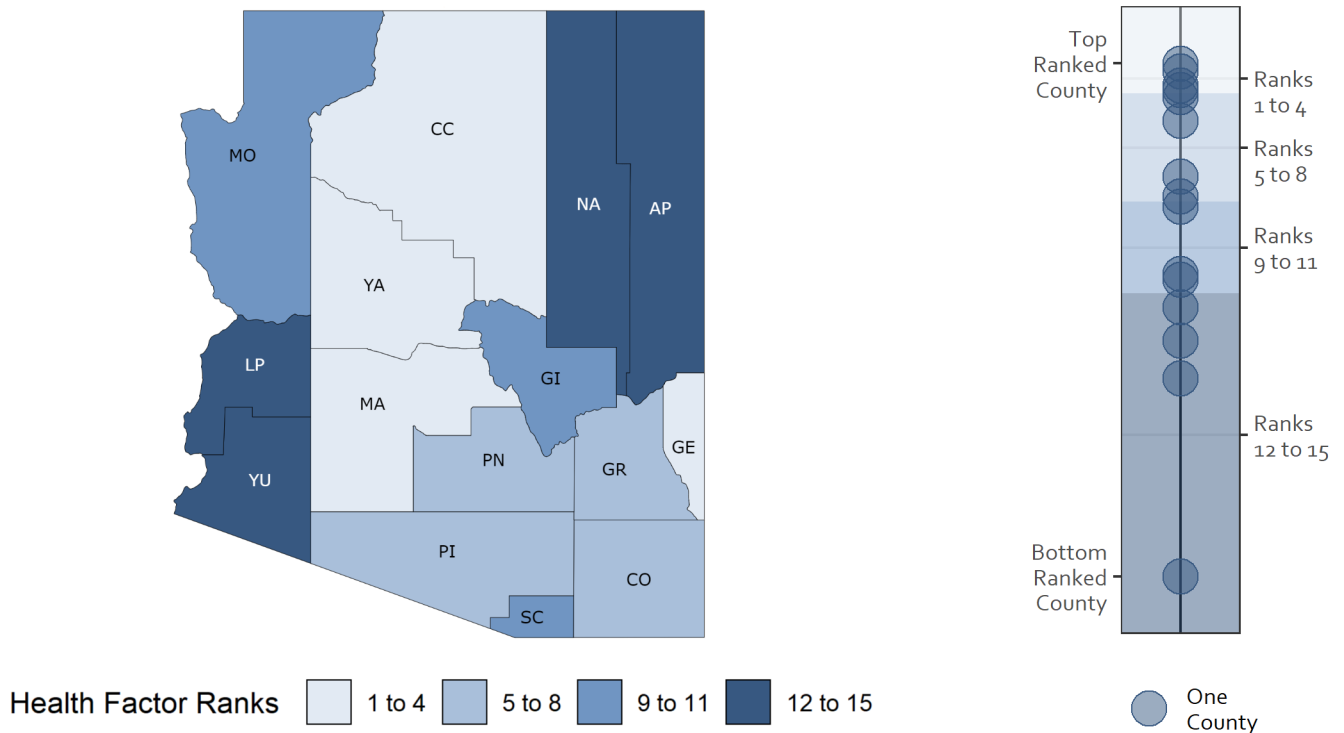 CC
MO
NA
AP
YA
LP
GI
MA
GE
PN
GR
YU
PI
CO
SC
Health Factor Ranks
1 to 4
5 to 8
9 to 11
12 to 15
Top
Ranked
County
Ranks
1 to 4
Ranks
5 to 8
Ranks
9 to 11
Ranks
12 to 15
Bottom
Ranked
County
One
County